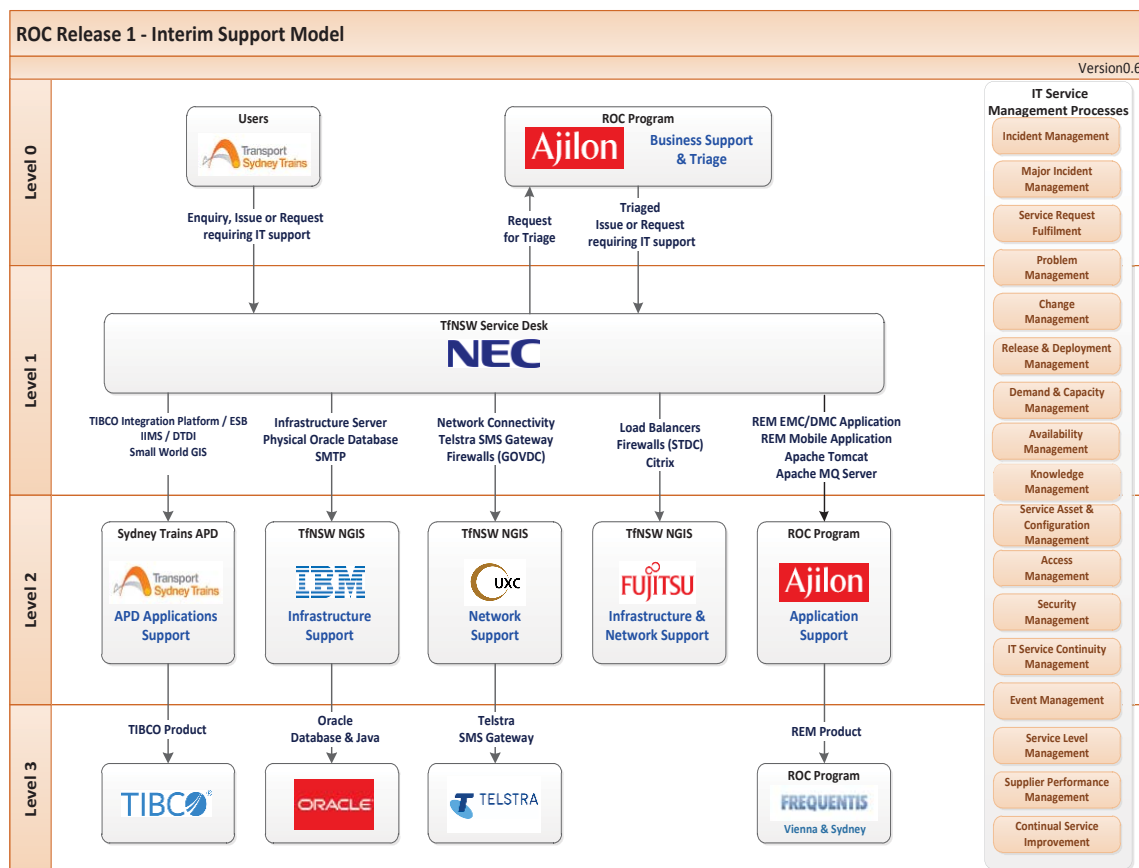 ROC Release 1 - Interim Support Model
Version0.6
Level 0
Users
Transport
Sydney Trains
ROC Program
Ajilon
Business Support
& Triage
Enquiry, Issue or Request
requiring IT support
Request
for Triage
Triaged
Issue or Request
requiring IT support
Level 1
TfNSW Service Desk
NEC
TIBCO Integration Platform / ESB
IIMS / DTDI
Small World GIS
Infrastructure Server
Physical Oracle Database
SMTP
Network Connectivity
Telstra SMS Gateway
Firewalls (GOVDC)
Load Balancers
Firewalls (STDC)
Citrix
REM EMC/DMC Application
REM Mobile Application
Apache Tomcat
Apache MQ Server
Level 2
Sydney Trains APD
Transport
Sydney Trains
APD Applications
Support
TfNSW NGIS
IBM
Infrastructure
Support
TfNSW NGIS
UXC
Network
Support
TfNSW NGIS
FUJITSU
Infrastructure &
Network Support
ROC Program
Ajilon
Application
Support
Level 3
TIBCO Product
TIBCO®
Oracle
Database & Java
ORACLE
Telstra
SMS Gateway
TELSTRA
REM Product
ROC Program
FREQUENTIS
Vienna & Sydney
IT Service
Management Processes
Incident Management
Major Incident
Management
Service Request
Fulfilment
Problem
Management
Change
Management
Release & Deployment
Management
Demand & Capacity
Management
Availability
Management
Knowledge
Management
Service Asset &
Configuration
Management
Access
Management
Security
Management
IT Service Continuity
Management
Event Management
Service Level
Management
Supplier Performance
Management
Continual Service
Improvement